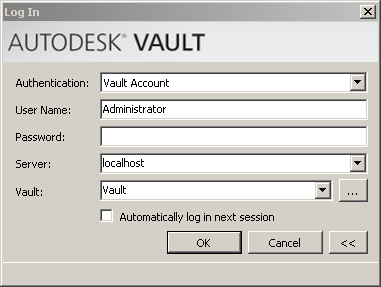 Log In
AUTODESK® VAULT
Authentication: Vault Account
User Name: Administrator
Password:
Server: localhost
Vault: Vault ...
Automatically log in next session
OK Cancel <<